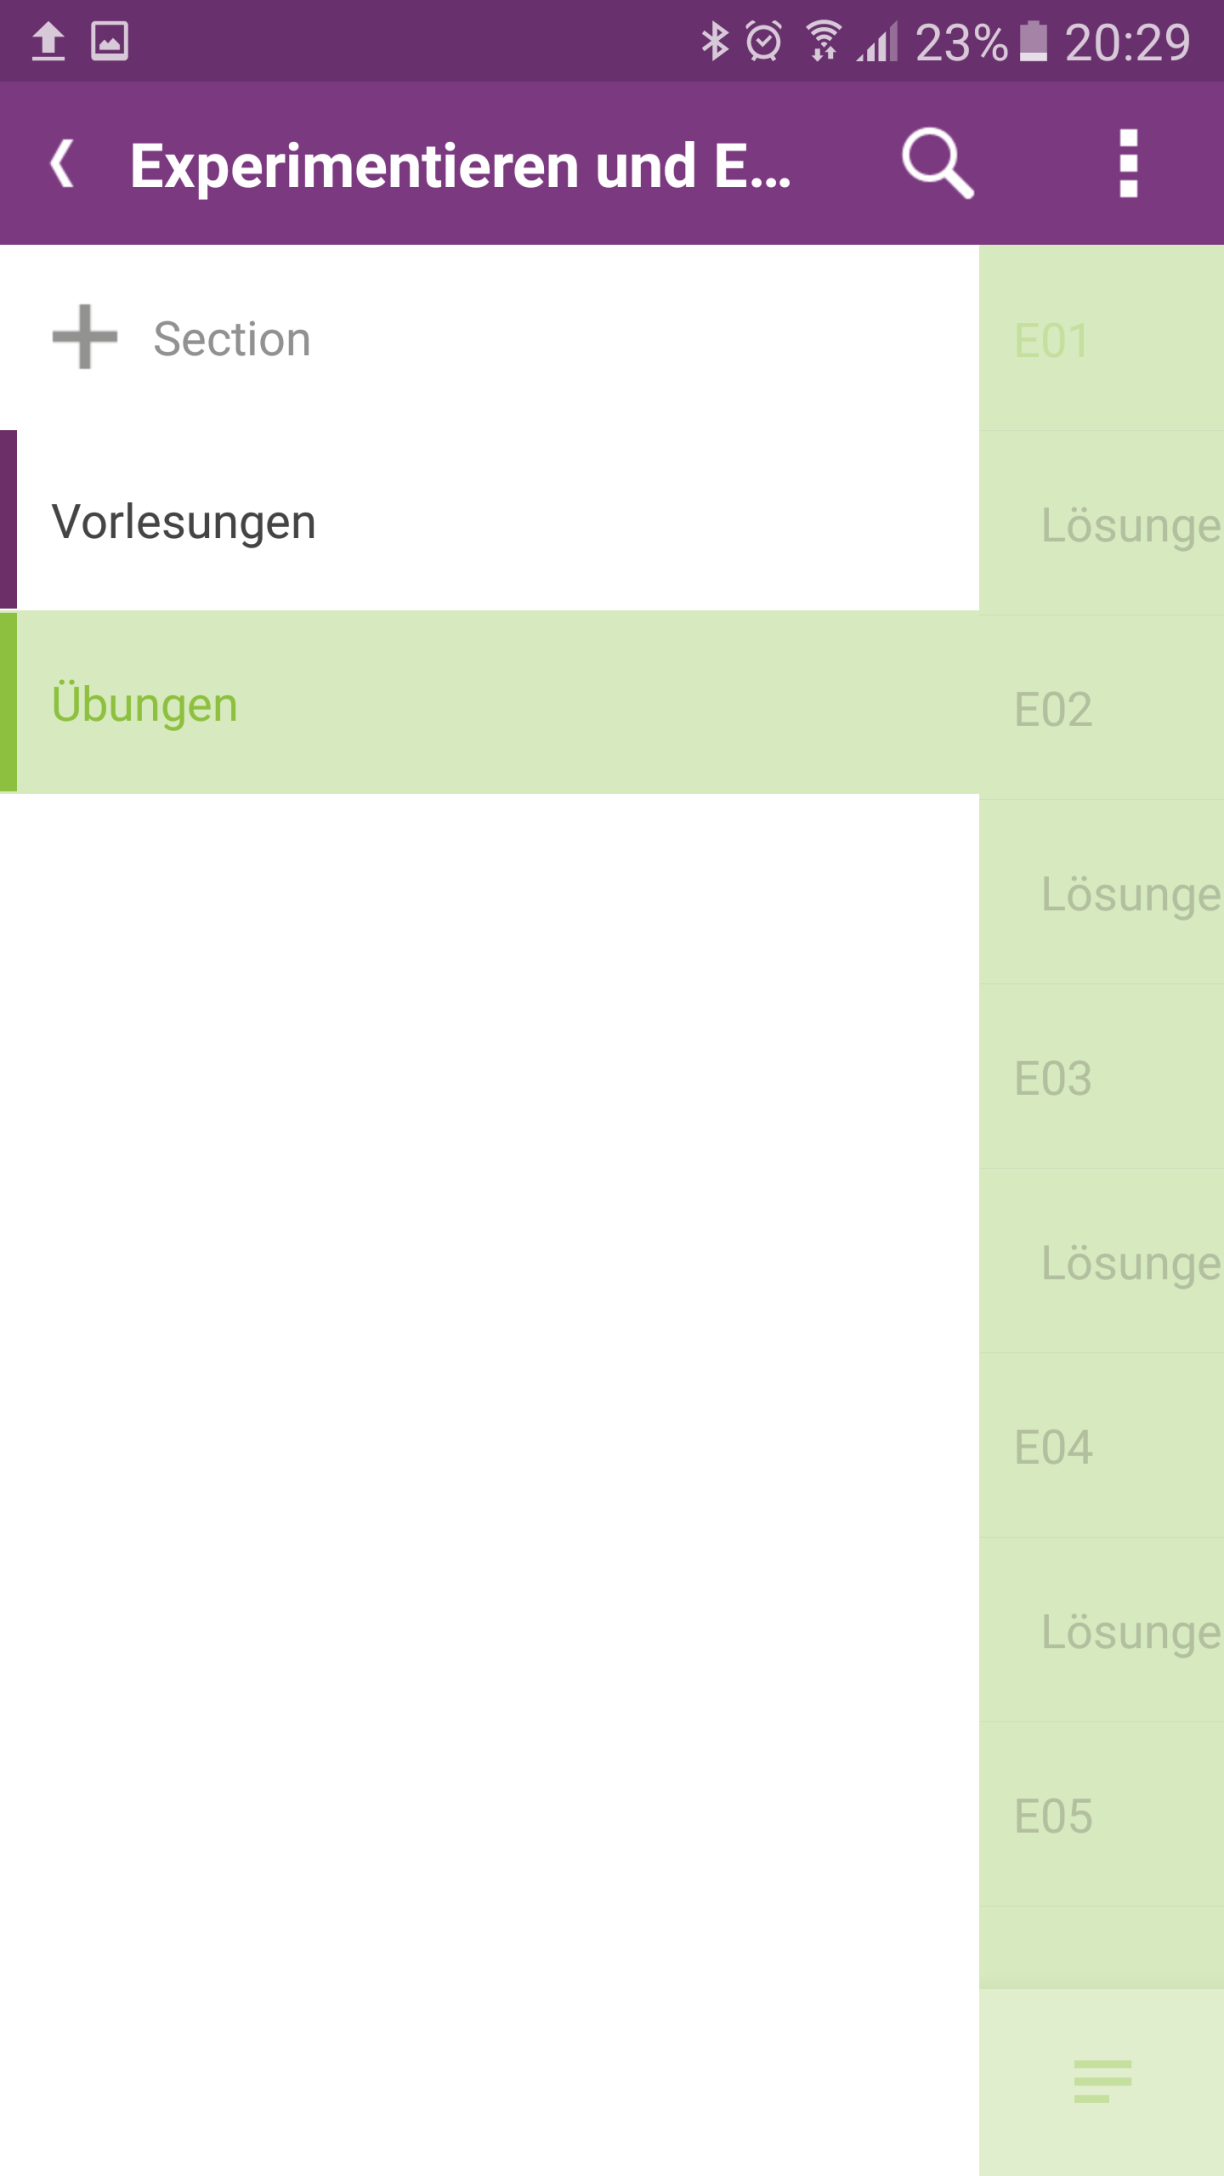 23% 20:29
Experimentieren und E...
Section
E01
Vorlesungen
Lösunge
Übungen
E02
Lösunge
E03
Lösunge
E04
Lösunge
E05